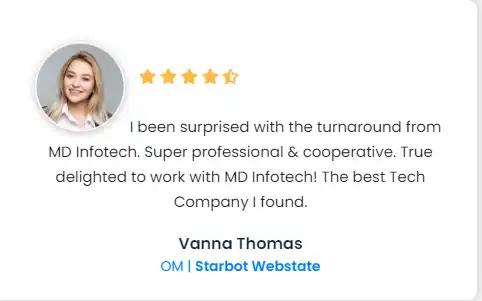 I been surprised with the turnaround from
MD Infotech. Super professional & cooperative. True
delighted to work with MD Infotech! The best Tech
Company I found.
Vanna Thomas
OM | Starbot Webstate